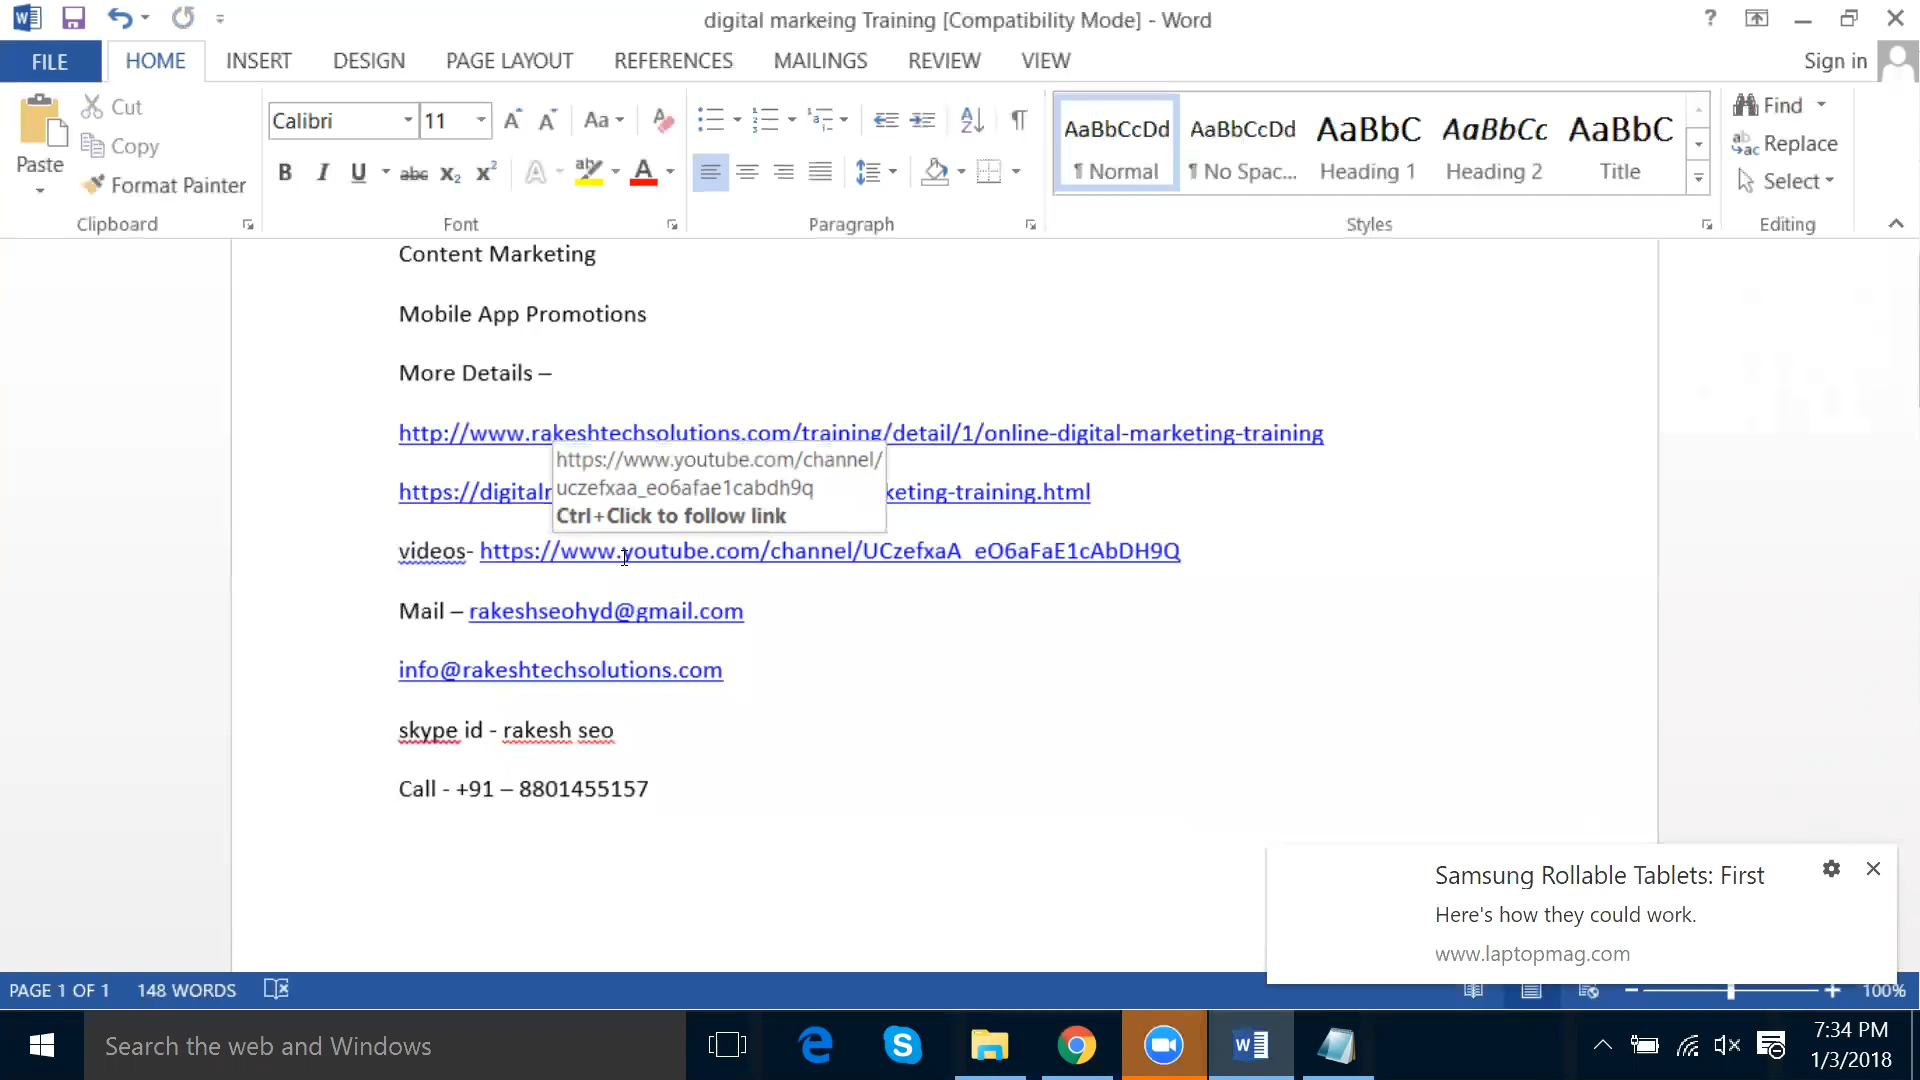 digital markeing Training [Compatibility Mode] - Word
FILE HOME INSERT DESIGN PAGE LAYOUT REFERENCES MAILINGS REVIEW VIEW Sign in
Paste Cut Copy Format Painter
Clipboard
Calibri 11
Font
Paragraph
AaBbCcDd AaBbCcDd AaBbC AaBbCc AaBbC
¶ Normal ¶ No Spac... Heading 1 Heading 2 Title
Styles
Find
Replace
Select
Editing
Content Marketing
Mobile App Promotions
More Details –
http://www.rakeshtechsolutions.com/training/detail/1/online-digital-marketing-training
https://www.youtube.com/channel/
uczefxaa_eo6afae1cabdh9q
Ctrl+Click to follow link
keting-training.html
videos- https://www.youtube.com/channel/UCzefxaA_eO6aFaE1cAbDH9Q
Mail – rakeshseohyd@gmail.com
info@rakeshtechsolutions.com
skype id - rakesh seo
Call - +91 – 8801455157
Samsung Rollable Tablets: First
Here's how they could work.
www.laptopmag.com
PAGE 1 OF 1 148 WORDS 100%
Search the web and Windows
7:34 PM
1/3/2018